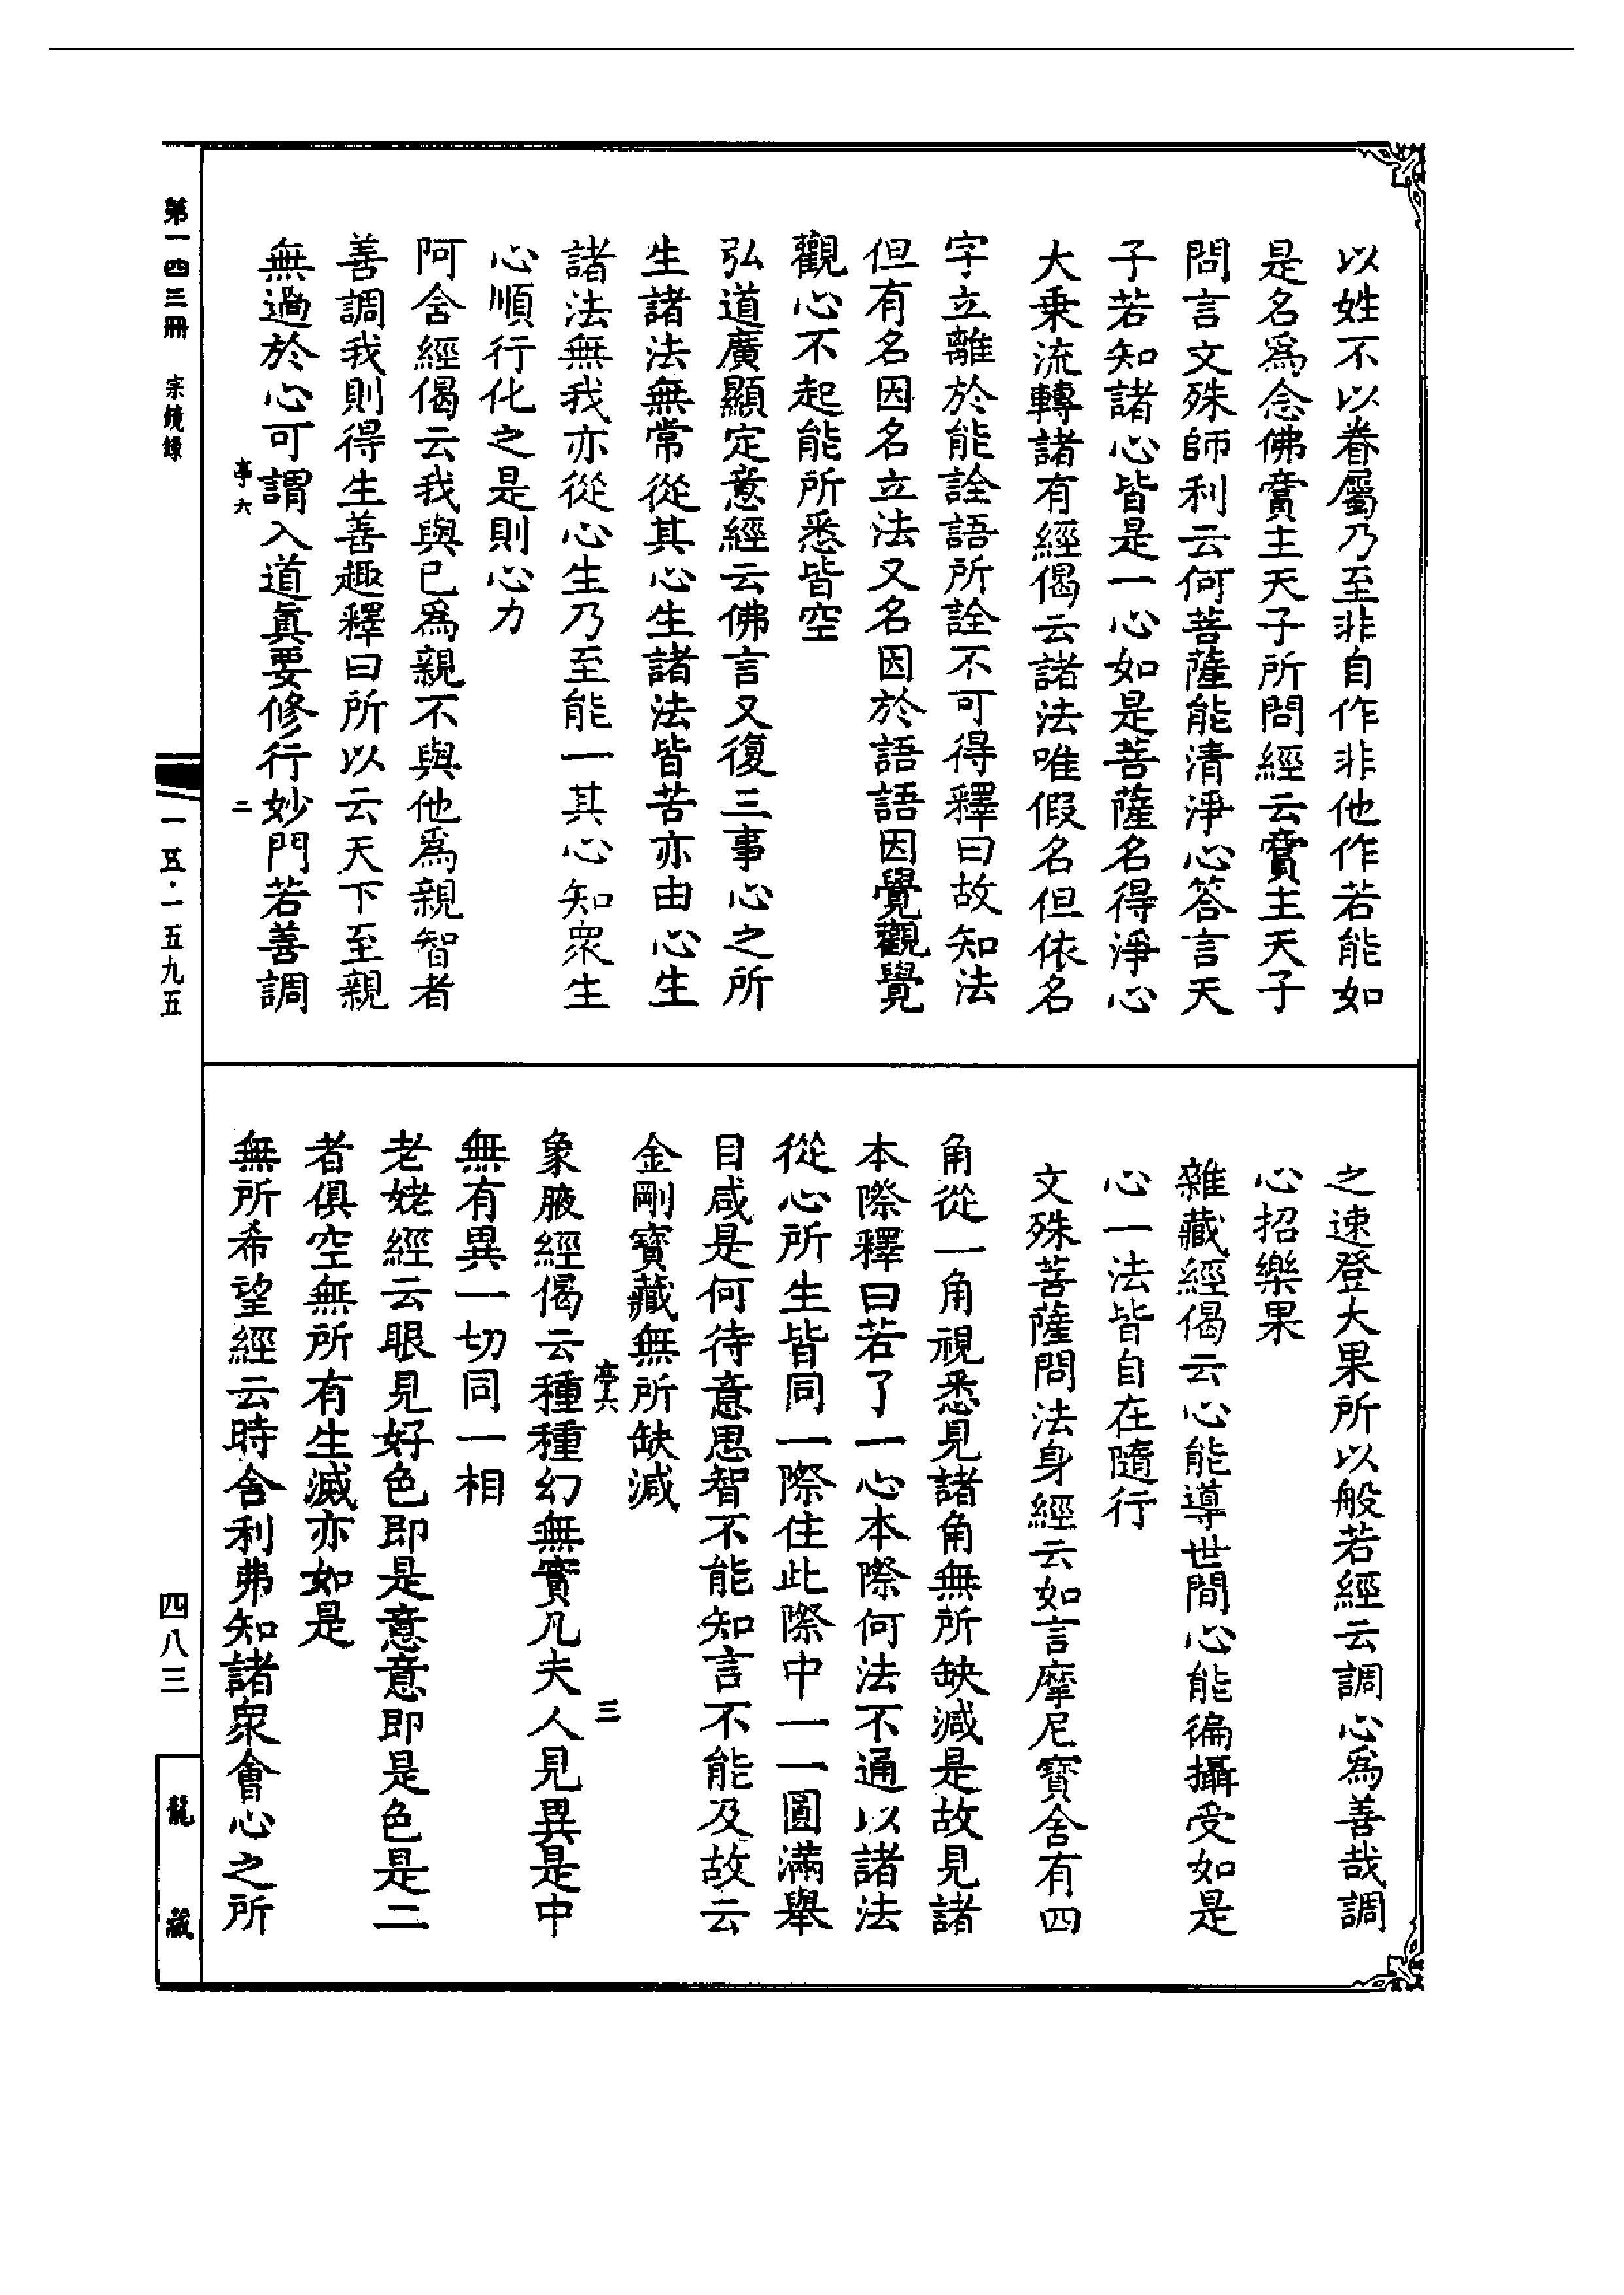 以姓不以眷屬乃至非自作非他作若能如
是名爲念佛寶主天子所問經云寶主天子
問言文殊師利云何菩薩能清淨心答言天
子若知諸心皆是一心如是菩薩名得淨心
大乘流轉諸有經偈云諸法唯假名但依名
字立離於能詮語所詮不可得釋曰故知法
但有名因名立法又名因於語語因覺觀覺
觀心不起能所悉皆空
弘道廣顯定意經云佛言又復三事心之所
生諸法無常從其心生諸法皆苦亦由心生
諸法無我亦從心生乃至能一其心知衆生
心順行化之是則心力
阿含經偈云我與已爲親不與他爲親智者
善調我則得生善趣釋曰所以云天下至親
無過於心可謂入道眞要修行妙門若善調
亭六
二
之速登大果所以般若經云調心爲善哉調
心招樂果
雜藏經偈云心能導世間心能徧攝受如是
心一法皆自在隨行
文殊菩薩問法身經云如言摩尼寶舍有四
角從一角視悉見諸角無所缺減是故見諸
本際釋曰若了一心本際何法不通以諸法
從心所生皆同一際住此際中一一圓滿舉
目咸是何待意思智不能知言不能及故云
金剛寶藏無所缺減
亭六
三
象腋經偈云種種幻無實凡夫人見異是中
無有異一切同一相
老姥經云眼見好色即是意意即是色是二
者俱空無所有生滅亦如是
無所希望經云時舍利弗知諸衆會心之所
第一四三冊
宗鏡錄
一五·一五九五
四八三
龍藏